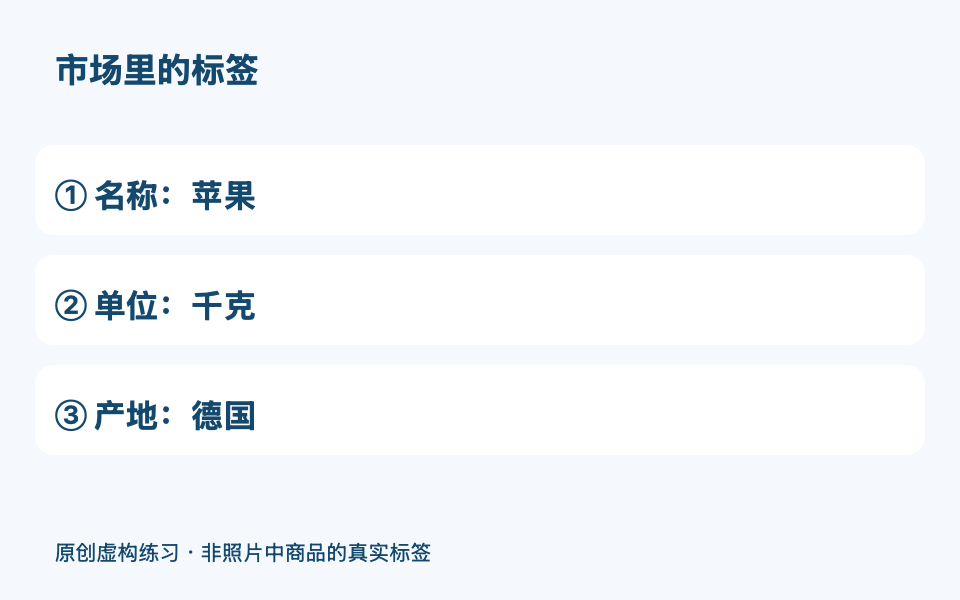 市场里的标签
① 名称：苹果
② 单位：千克
③ 产地：德国
原创虚构练习 · 非照片中商品的真实标签